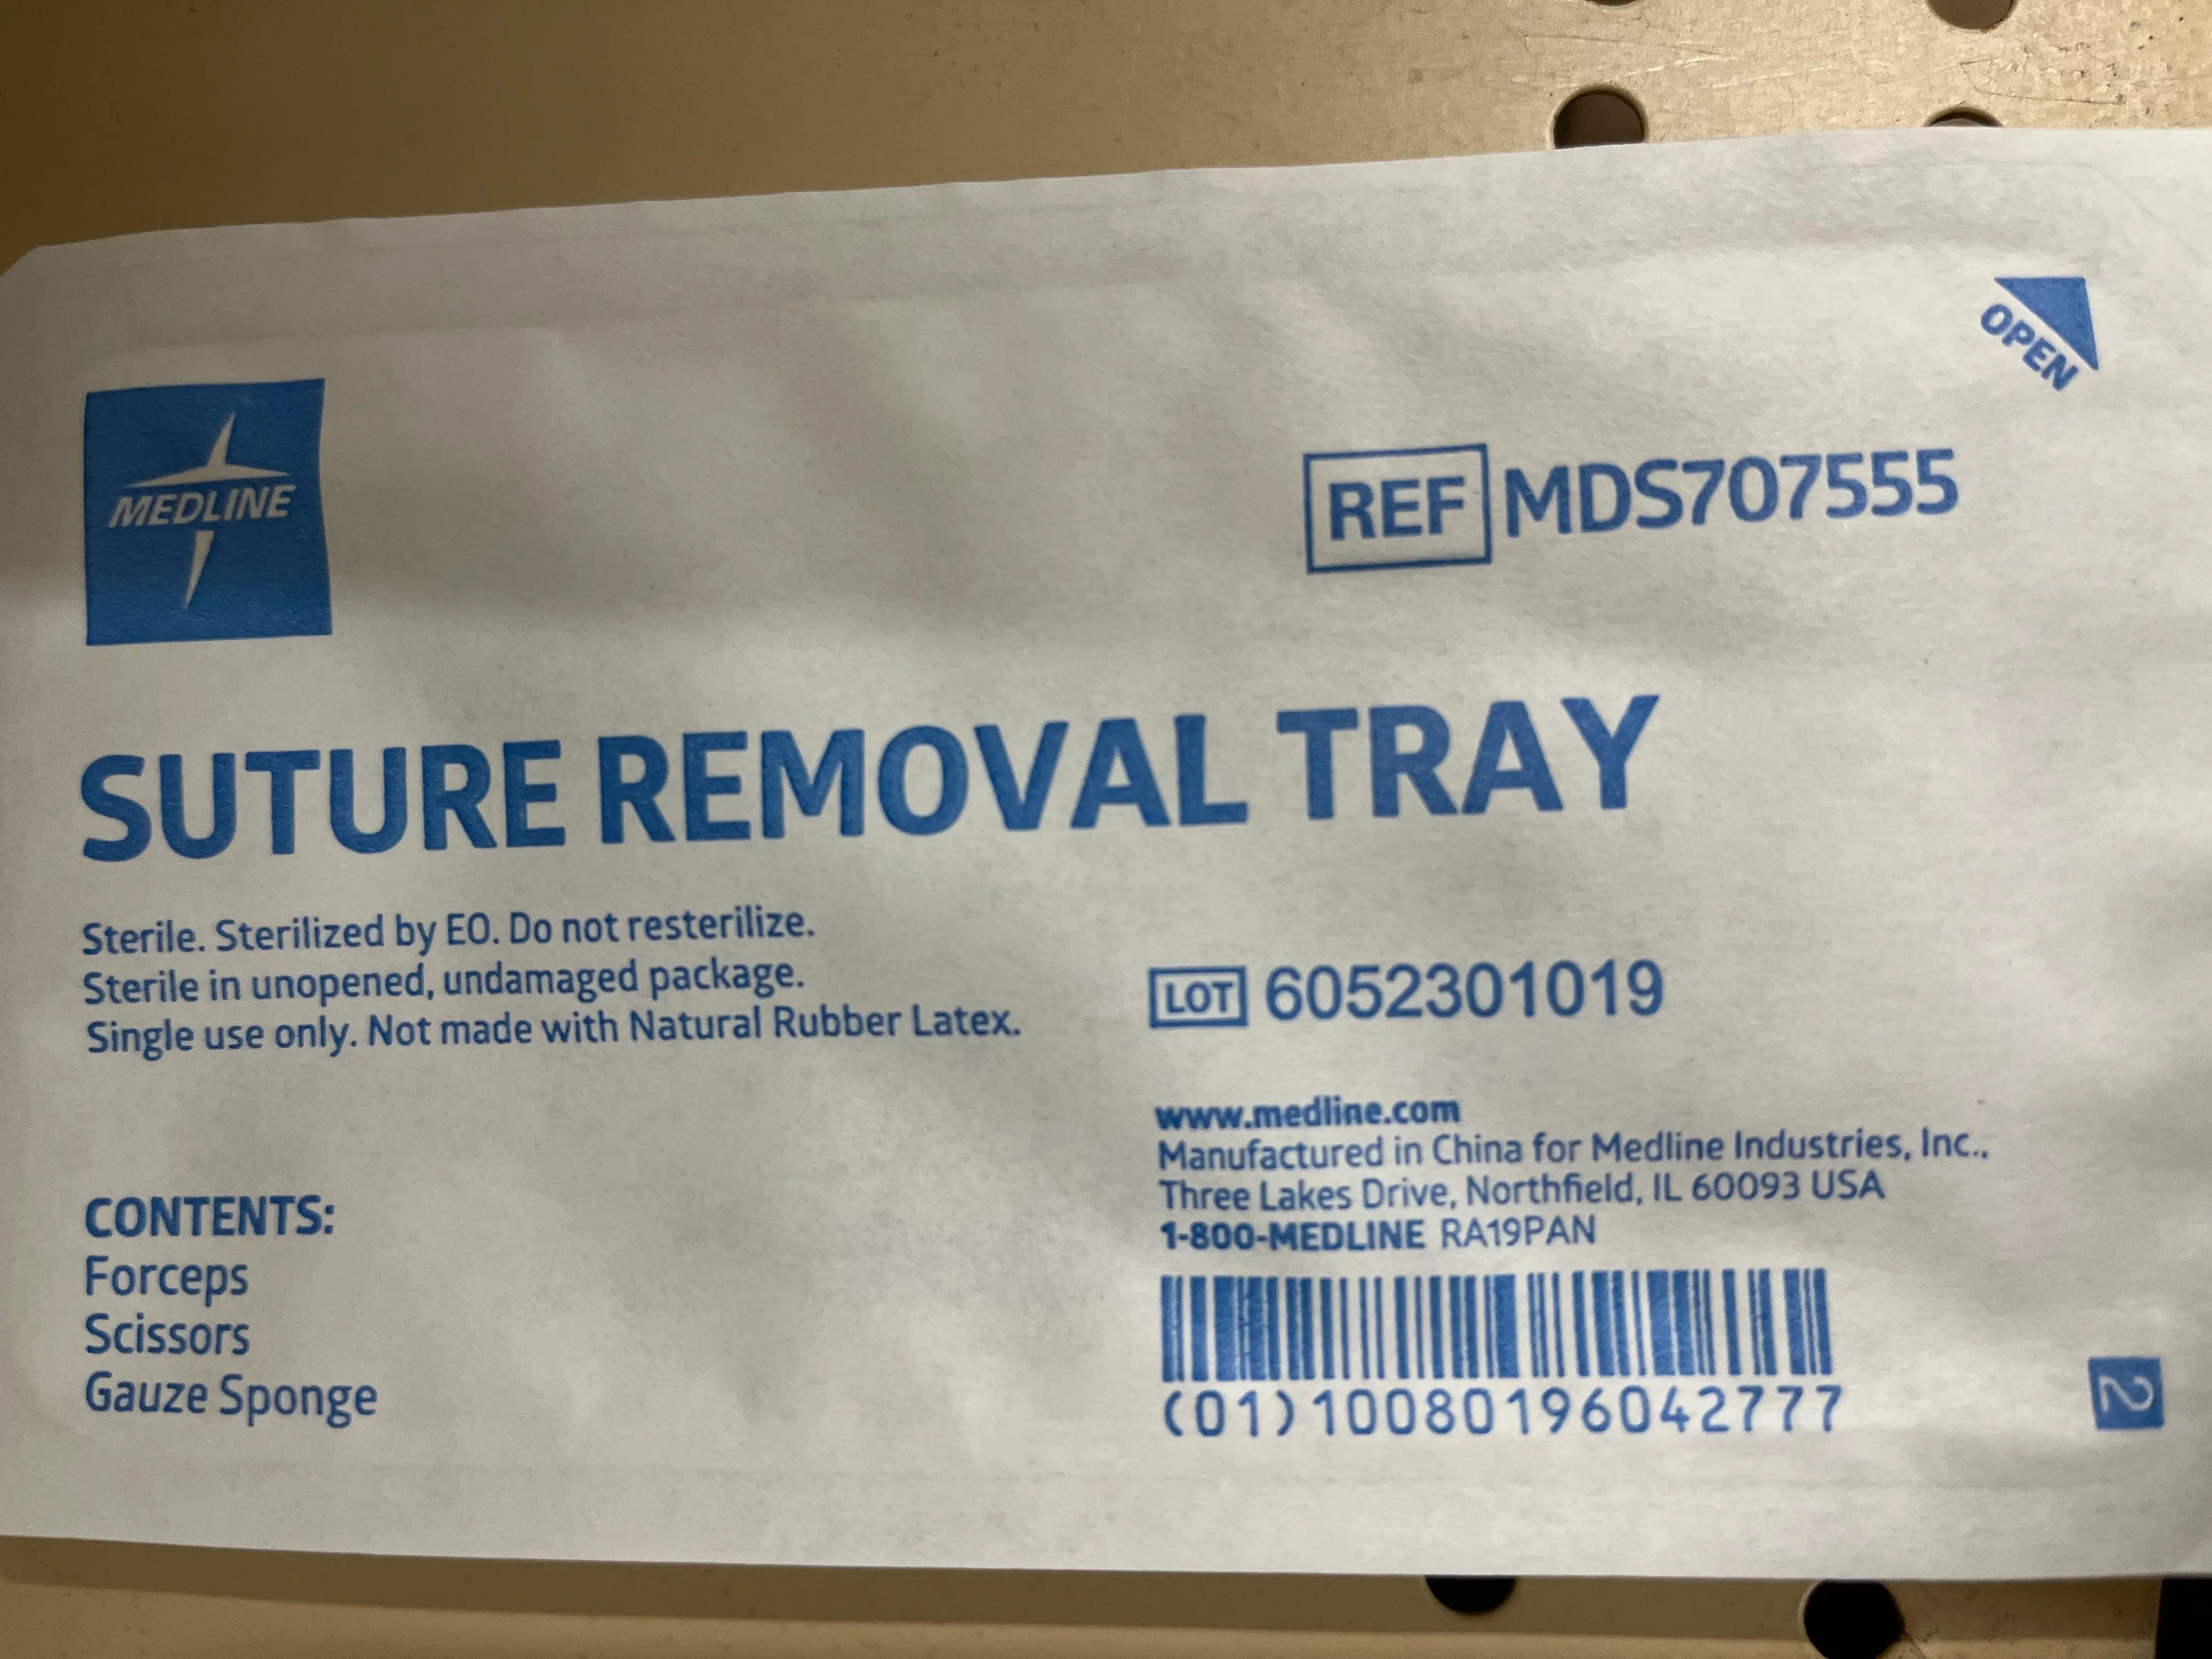 OPEN
MEDLINE
REF MDS707555
SUTURE REMOVAL TRAY
Sterile. Sterilized by EO. Do not resterilize.
Sterile in unopened, undamaged package.
Single use only. Not made with Natural Rubber Latex.
LOT 6052301019
www.medline.com
Manufactured in China for Medline Industries, Inc.,
Three Lakes Drive, Northfield, IL 60093 USA
1-800-MEDLINE RA19PAN
(01)10080196042777
CONTENTS:
Forceps
Scissors
Gauze Sponge
2